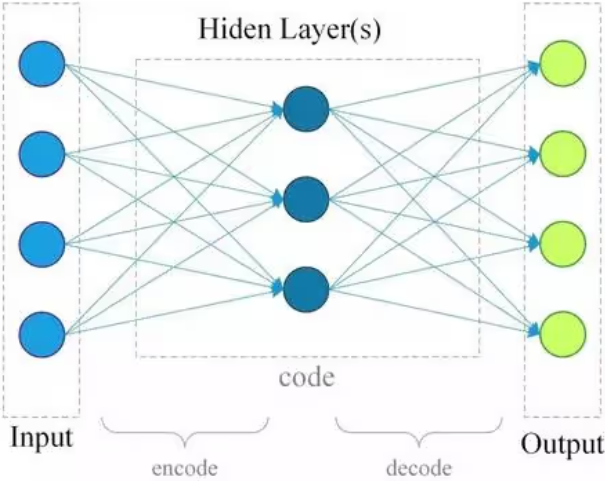 Hiden Layer(s)
code
Input
Output
encode
decode